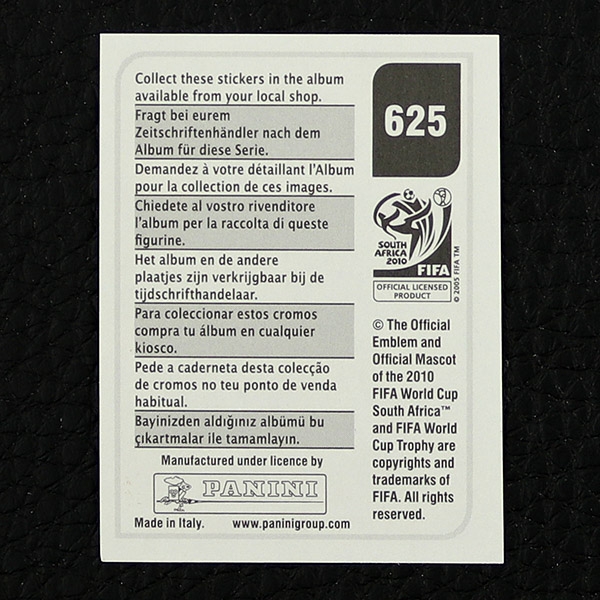 Collect these stickers in the album
available from your local shop.
Fragt bei eurem
Zeitschriftenhändler nach dem
Album für diese Serie.
Demandez à votre détaillant l'Album
pour la collection de ces images.
Chiedete al vostro rivenditore
l'album per la raccolta di queste
figurine.
Het album en de andere
plaatjes zijn verkrijgbaar bij de
tijdschrifthandelaar.
Para coleccionar estos cromos
compra tu álbum en cualquier
kiosco.
Pede a caderneta desta colecção
de cromos no teu ponto de venda
habitual.
Bayinizden aldığınız albümü bu
çıkartmalar ile tamamlayın.
Manufactured under licence by
PANINI
Made in Italy. www.paninigroup.com
625
SOUTH
AFRICA
2010
FIFA
© 2005 FIFA TM
OFFICIAL LICENSED
PRODUCT
© The Official
Emblem and
Official Mascot
of the 2010
FIFA World Cup
South Africa™
and FIFA World
Cup Trophy are
copyrights and
trademarks of
FIFA. All rights
reserved.